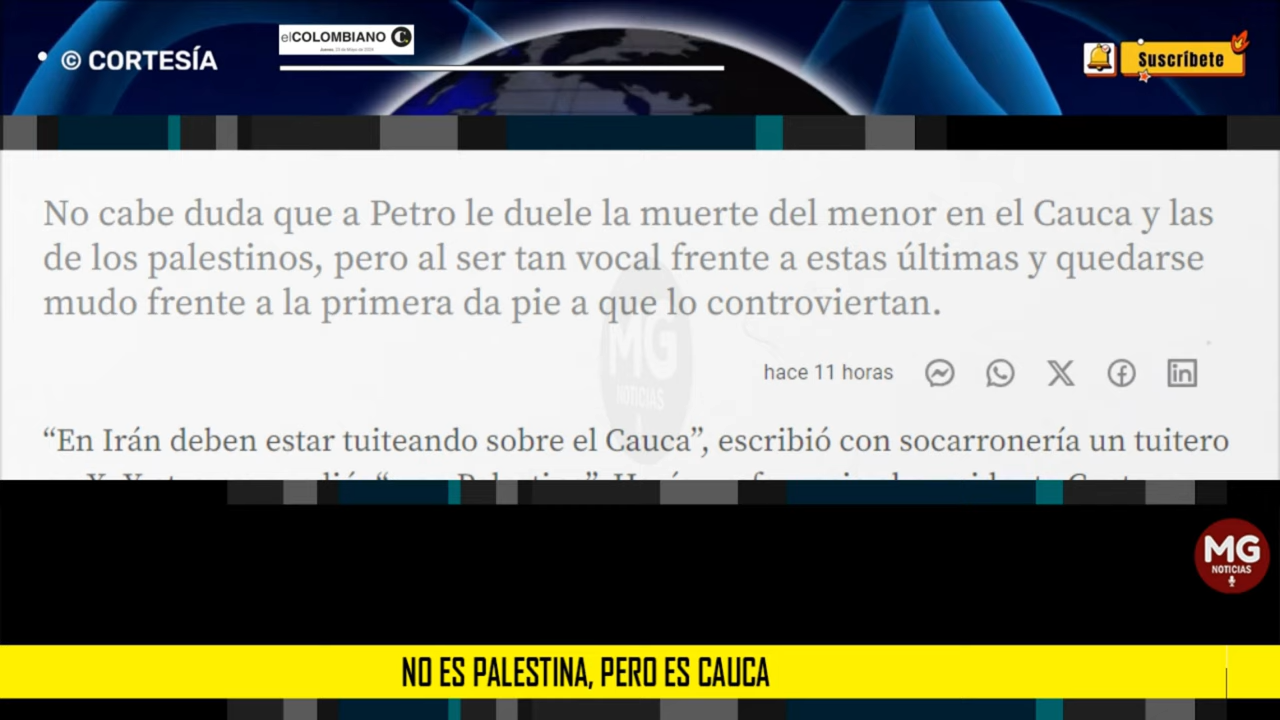 © CORTESÍA
elCOLOMBIANO
Suscríbete
No cabe duda que a Petro le duele la muerte del menor en el Cauca y las
de los palestinos, pero al ser tan vocal frente a estas últimas y quedarse
mudo frente a la primera da pie a que lo controviertan.
MG
NOTICIAS
hace 11 horas
“En Irán deben estar tuiteando sobre el Cauca”, escribió con socarronería un tuitero
MG
NOTICIAS
NO ES PALESTINA, PERO ES CAUCA